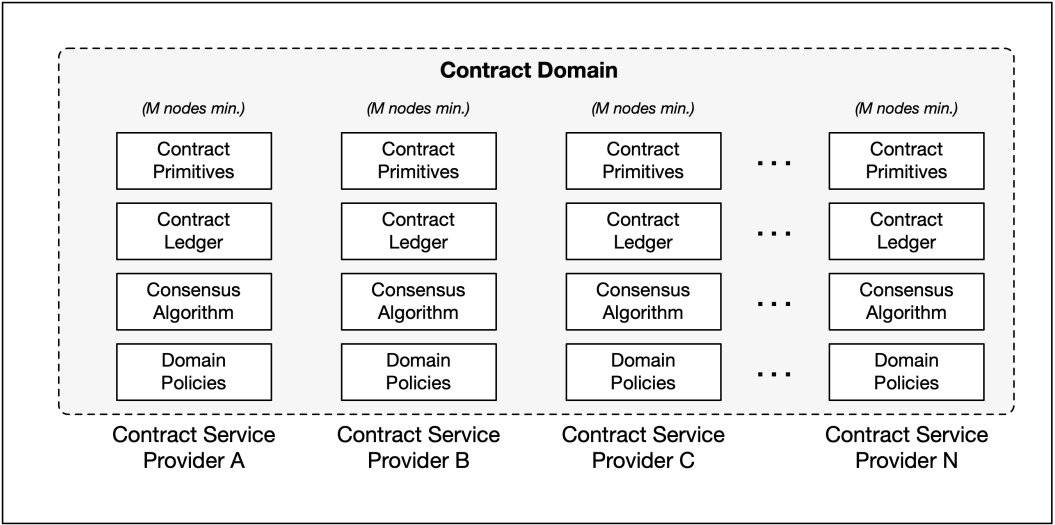 Contract Domain
(M nodes min.) (M nodes min.) (M nodes min.) (M nodes min.)
Contract Contract Contract Contract
Primitives Primitives Primitives ... Primitives
Contract Contract Contract Contract
Ledger Ledger Ledger ... Ledger
Consensus Consensus Consensus Consensus
Algorithm Algorithm Algorithm ... Algorithm
Domain Domain Domain Domain
Policies Policies Policies ... Policies
Contract Service Contract Service Contract Service Contract Service
Provider A Provider B Provider C Provider N